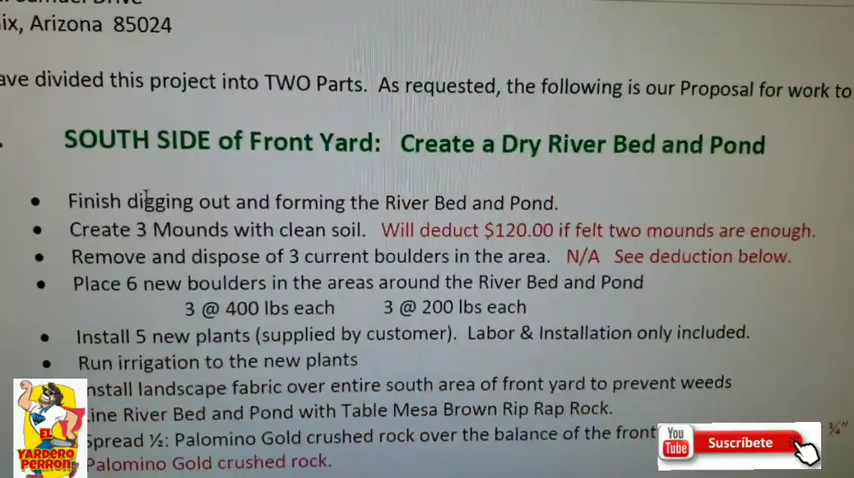 ix, Arizona 85024
ave divided this project into TWO Parts. As requested, the following is our Proposal for work to
SOUTH SIDE of Front Yard: Create a Dry River Bed and Pond
• Finish digging out and forming the River Bed and Pond.
• Create 3 Mounds with clean soil. Will deduct $120.00 if felt two mounds are enough.
• Remove and dispose of 3 current boulders in the area. N/A See deduction below.
• Place 6 new boulders in the areas around the River Bed and Pond
3 @ 400 lbs each 3 @ 200 lbs each
• Install 5 new plants (supplied by customer). Labor & Installation only included.
• Run irrigation to the new plants
nstall landscape fabric over entire south area of front yard to prevent weeds
ine River Bed and Pond with Table Mesa Brown Rip Rap Rock.
Spread ½: Palomino Gold crushed rock over the balance of the front ¾"
Palomino Gold crushed rock.
EL
YARDERO
PERRON
You
Tube
Suscríbete